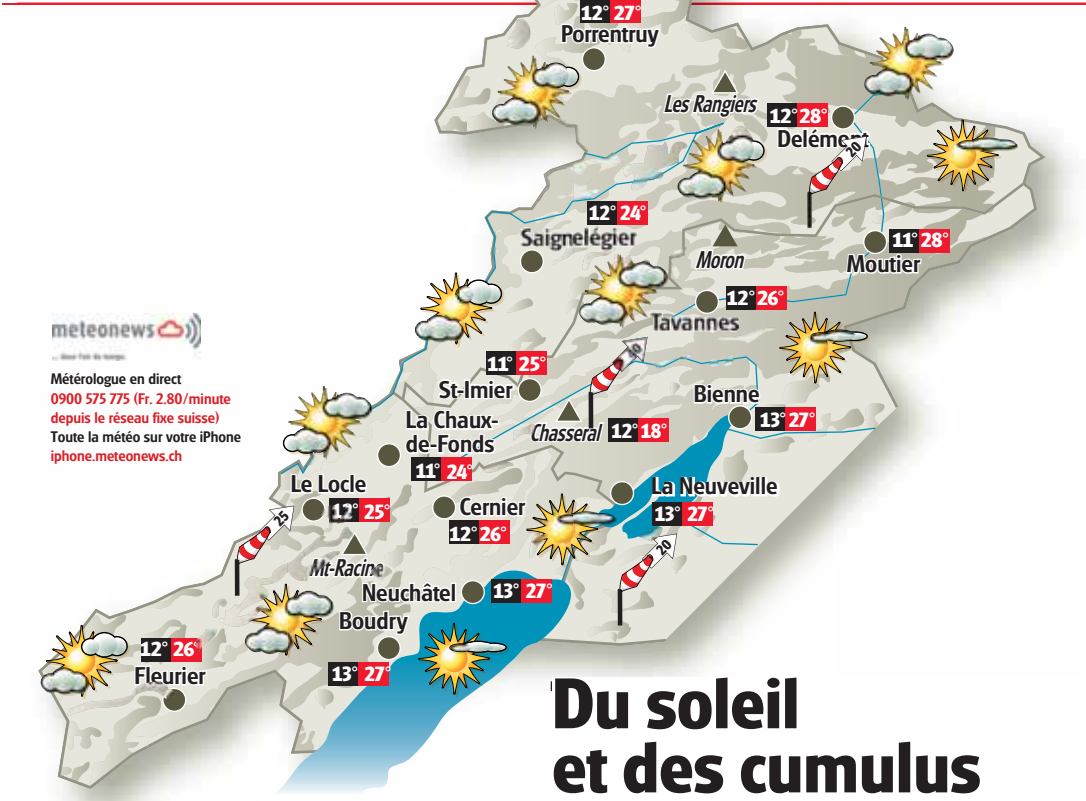 12° 27°
Porrentruy
Les Rangiers
12° 28°
Delémont
20
12° 24°
Saignelégier
Moron
11° 28°
Moutier
12° 26°
Tavannes
meteonews
Météorologue en direct
0900 575 775 (Fr. 2.80/minute
depuis le réseau fixe suisse)
Toute la météo sur votre iPhone
iphone.meteonews.ch
11° 25°
St-Imier
Chasseral 12° 18°
Bienne
13° 27°
La Chaux-
de-Fonds
11° 24°
Le Locle
12° 25°
25
Mt-Racine
Cernier
12° 26°
La Neuveville
13° 27°
20
Neuchâtel 13° 27°
Boudry
13° 27°
12° 26°
Fleurier
Du soleil
et des cumulus